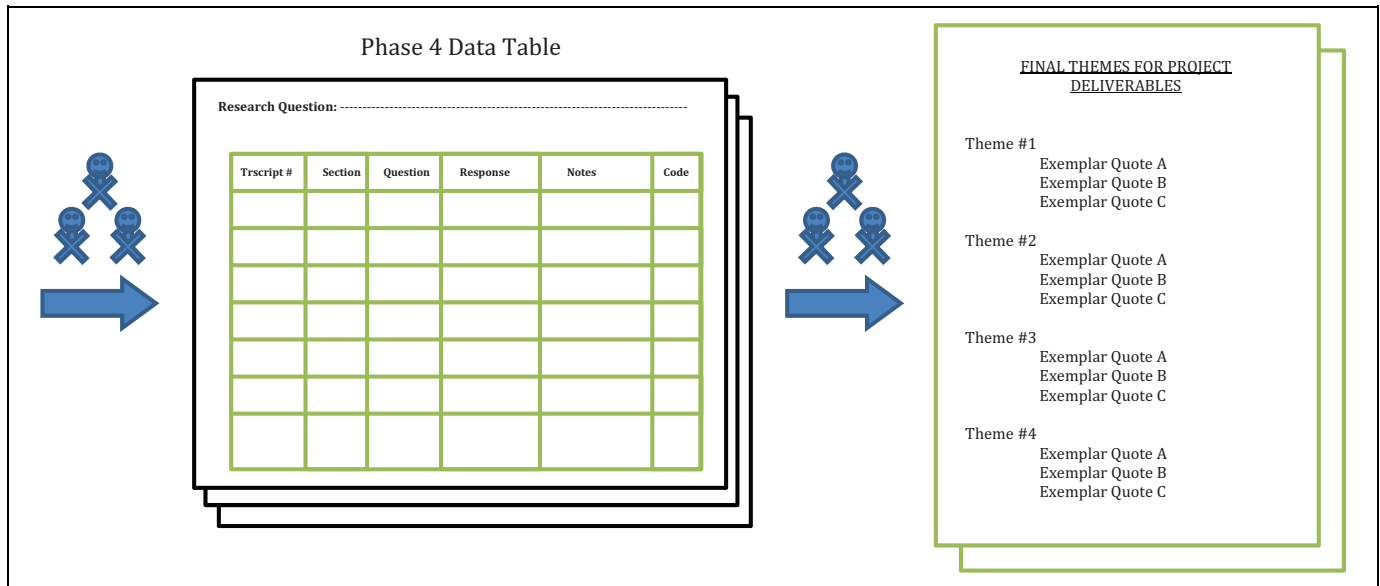 Phase 4 Data Table
Research Question: -----------------------------------------------------------------------------
Trscript # Section Question Response Notes Code
FINAL THEMES FOR PROJECT
DELIVERABLES
Theme #1
Exemplar Quote A
Exemplar Quote B
Exemplar Quote C
Theme #2
Exemplar Quote A
Exemplar Quote B
Exemplar Quote C
Theme #3
Exemplar Quote A
Exemplar Quote B
Exemplar Quote C
Theme #4
Exemplar Quote A
Exemplar Quote B
Exemplar Quote C